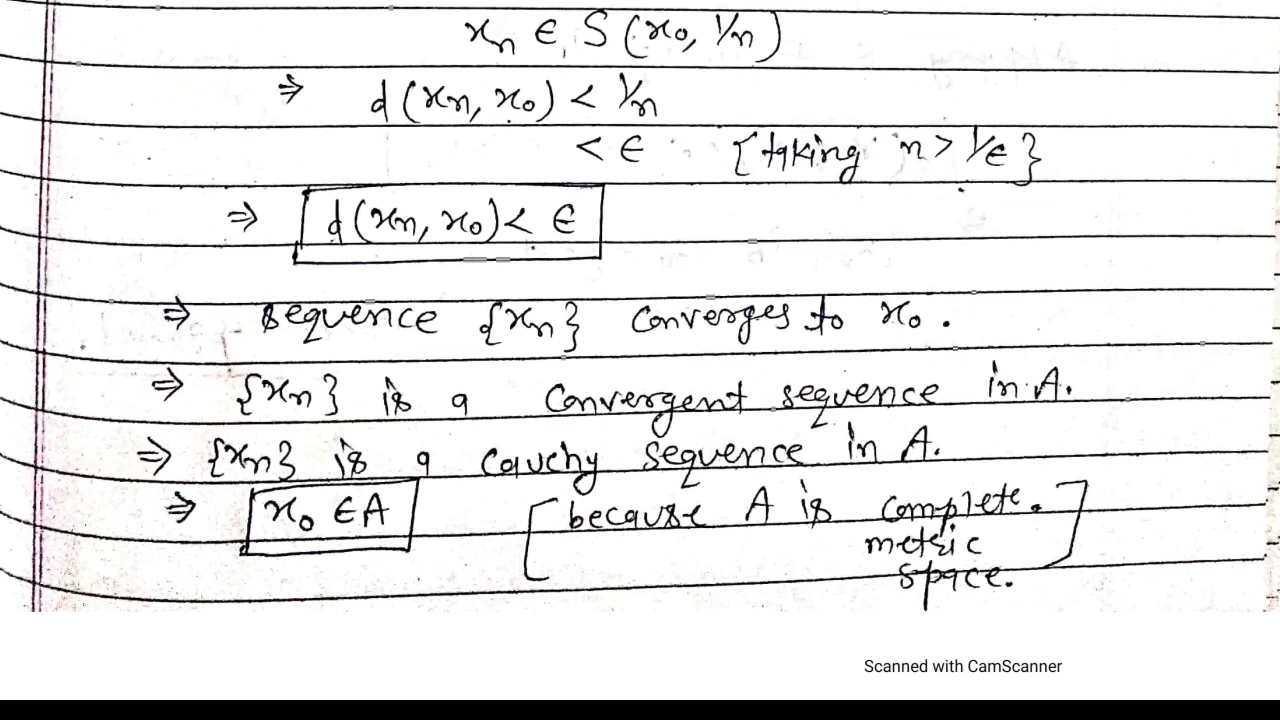 xn ∈ S (x0, 1/n)
⇒ d(xn, x0) < 1/n
< ∈ {taking n > 1/∈}
⇒ d(xn, x0) < ∈
⇒ sequence {xn} converges to x0.
⇒ {xn} is a convergent sequence in A.
⇒ {xn} is a cauchy sequence in A.
⇒ x0 ∈ A [because A is complete.
metric
space.]
Scanned with CamScanner